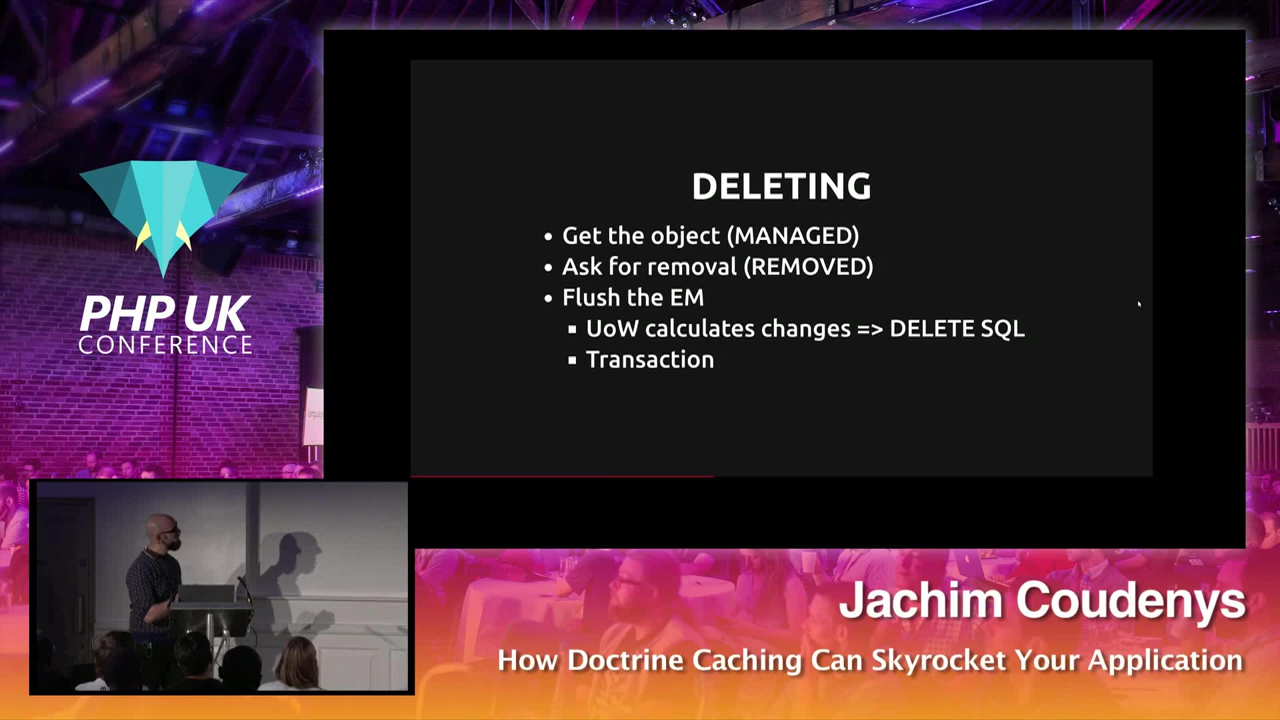 DELETING
• Get the object (MANAGED)
• Ask for removal (REMOVED)
• Flush the EM
▪ UoW calculates changes => DELETE SQL
▪ Transaction
PHP UK
CONFERENCE
Jachim Coudenys
How Doctrine Caching Can Skyrocket Your Application